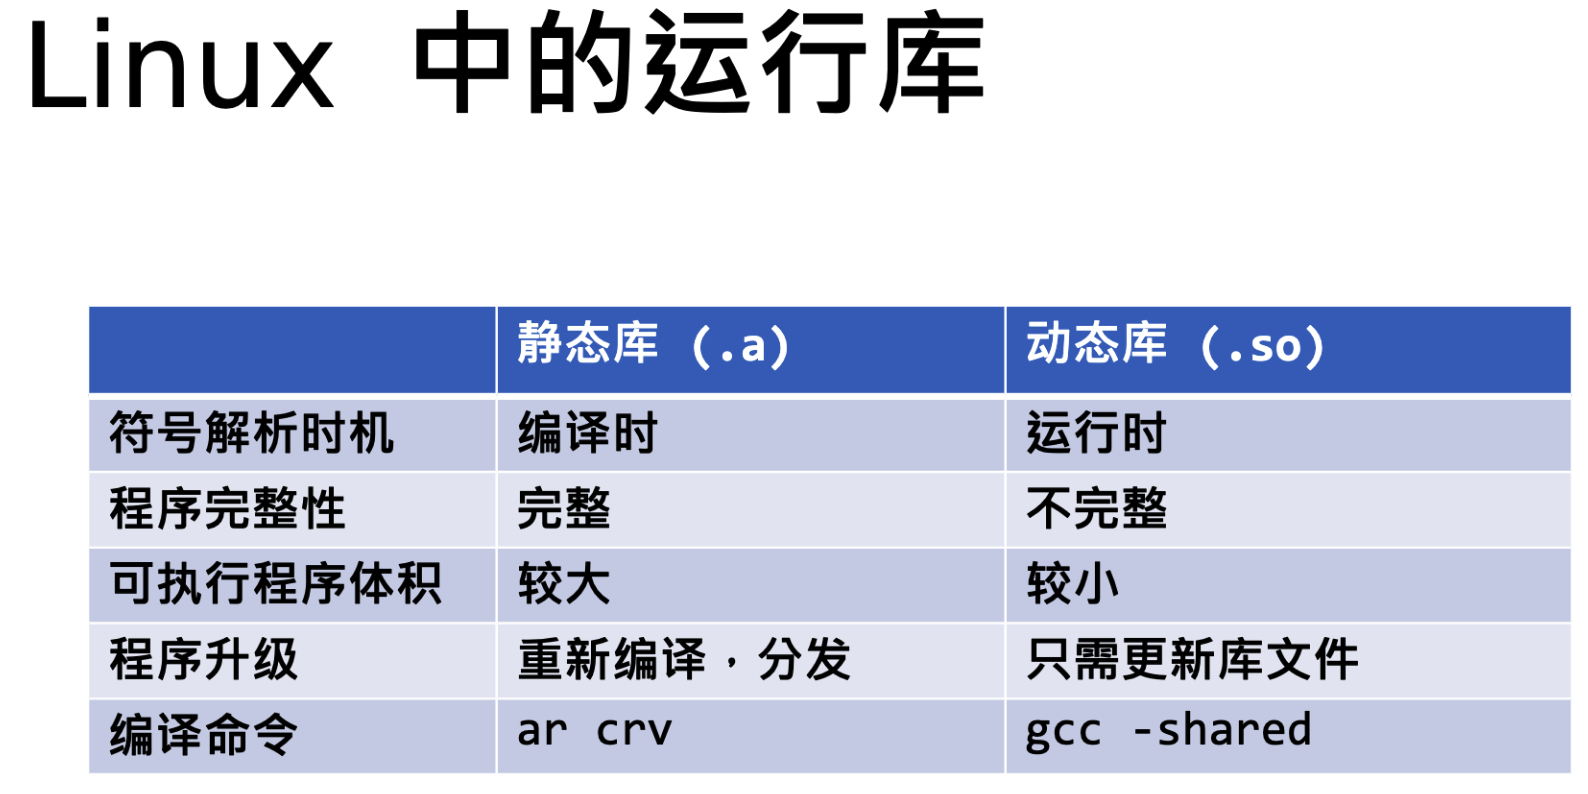 Linux 中的运行库
静态库 (.a) 动态库 (.so)
符号解析时机 编译时 运行时
程序完整性 完整 不完整
可执行程序体积 较大 较小
程序升级 重新编译，分发 只需更新库文件
编译命令 ar crv gcc -shared